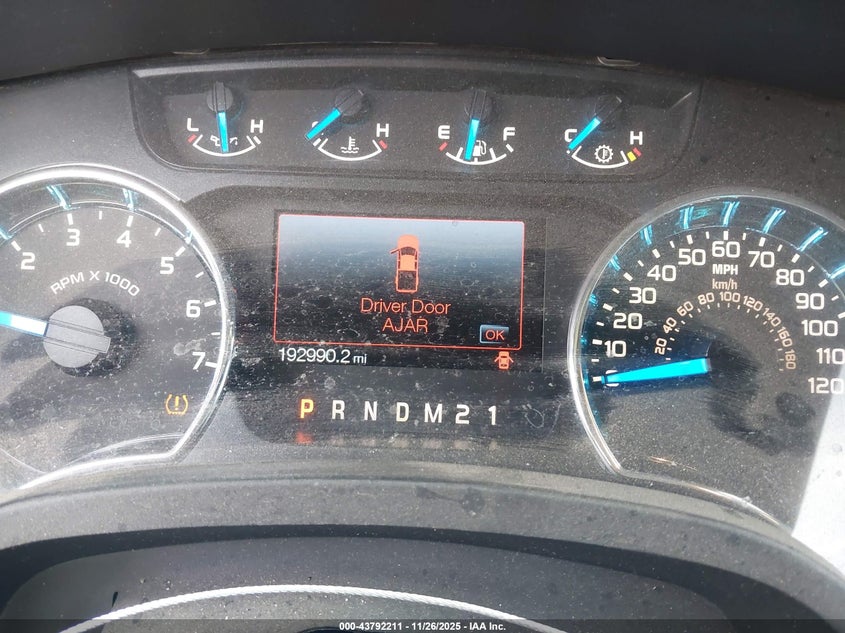 L H
C H
E F
C H
2 3 4 5 6 7
RPM X 1000
Driver Door
AJAR
OK
192990.2 mi
P R N D M 2 1
0 10 20 30 40 50 60 70 80 90 100 110 120
MPH
km/h
20 40 60 80 100 120 140 160 180
000-43792211 - 11/26/2025 - IAA Inc.